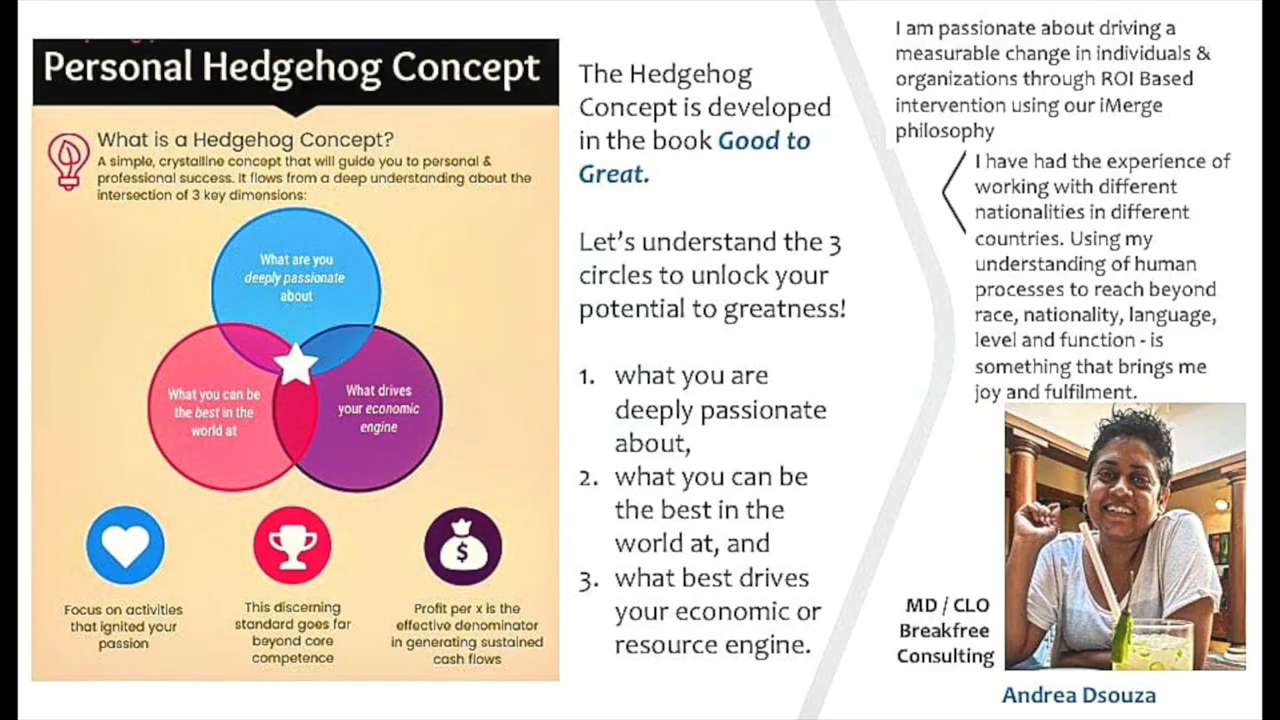 Personal Hedgehog Concept
What is a Hedgehog Concept?
A simple, crystalline concept that will guide you to personal &
professional success. It flows from a deep understanding about the
intersection of 3 key dimensions:
What are you
deeply passionate
about
What you can be
the best in the
world at
What drives
your economic
engine
$
Focus on activities
that ignited your
passion
This discerning
standard goes far
beyond core
competence
Profit per x is the
effective denominator
in generating sustained
cash flows
The Hedgehog
Concept is developed
in the book Good to
Great.
Let's understand the 3
circles to unlock your
potential to greatness!
1. what you are
deeply passionate
about,
2. what you can be
the best in the
world at, and
3. what best drives
your economic or
resource engine.
I am passionate about driving a
measurable change in individuals &
organizations through ROI Based
intervention using our iMerge
philosophy
I have had the experience of
working with different
nationalities in different
countries. Using my
understanding of human
processes to reach beyond
race, nationality, language,
level and function - is
something that brings me
joy and fulfilment.
MD / CLO
Breakfree
Consulting
Andrea Dsouza